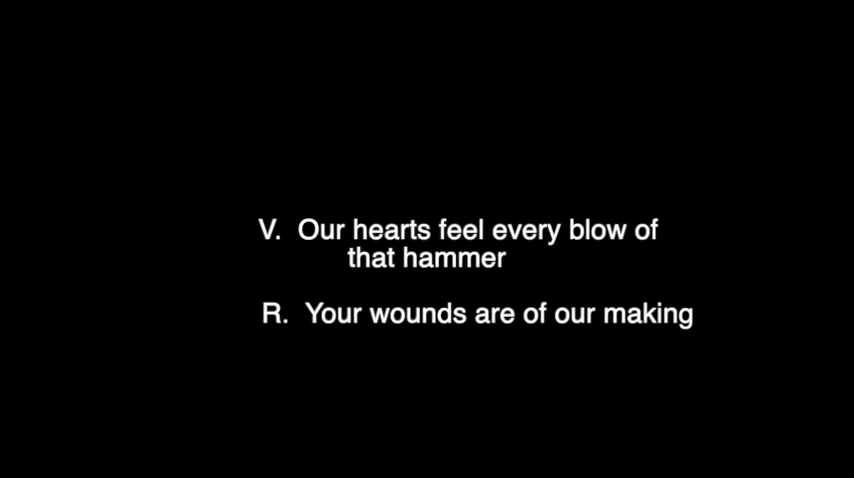 V. Our hearts feel every blow of
that hammer
R. Your wounds are of our making